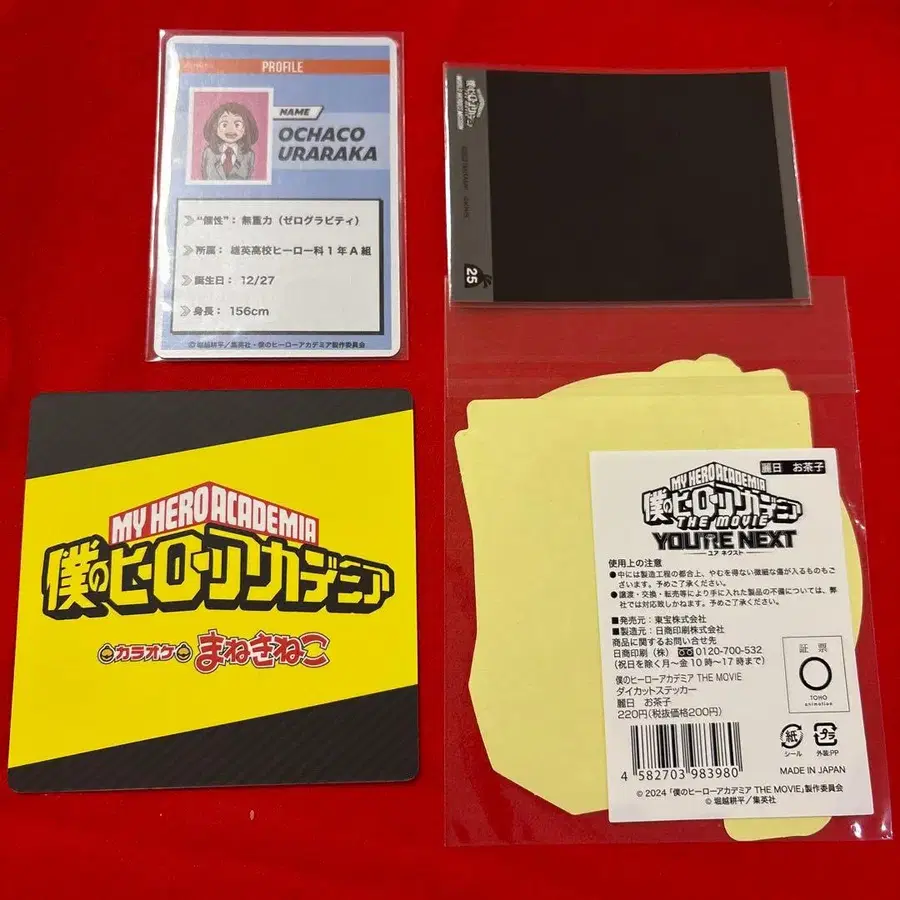 PROFILE
NAME
OCHACO
URARAKA
“個性”： 無重力（ゼログラビティ）
所属： 雄英高校ヒーロー科１年Ａ組
誕生日： 12/27
身長： 156cm
© 堀越耕平／集英社・僕のヒーローアカデミア製作委員会
僕のヒーローアカデミア
25
MY HERO ACADEMIA
僕のヒーローアカデミア
カラオケ まねきねこ
麗日 お茶子
MY HERO ACADEMIA
僕のヒーローアカデミア
THE MOVIE
YOU'RE NEXT
ユア ネクスト
使用上の注意
●中には製造工程の都合上、やむを得ない微細な傷が入るものもございます。予めご了承ください。
●譲渡・交換・転売等により手に入れた製品の不備については、弊社では対応致しかねます。予めご了承ください。
■発売元：東宝株式会社
■製造元：日商印刷株式会社
商品に関するお問い合せ先
日商印刷（株） 0120-700-532
(祝日を除く月〜金10時〜17時まで)
僕のヒーローアカデミア THE MOVIE
ダイカットステッカー
麗日 お茶子
220円(税抜価格200円)
4 582703 983980
証票
TOHO
animation
紙
シール
プラ
外装:PP
MADE IN JAPAN
© 2024「僕のヒーローアカデミア THE MOVIE」製作委員会
© 堀越耕平／集英社